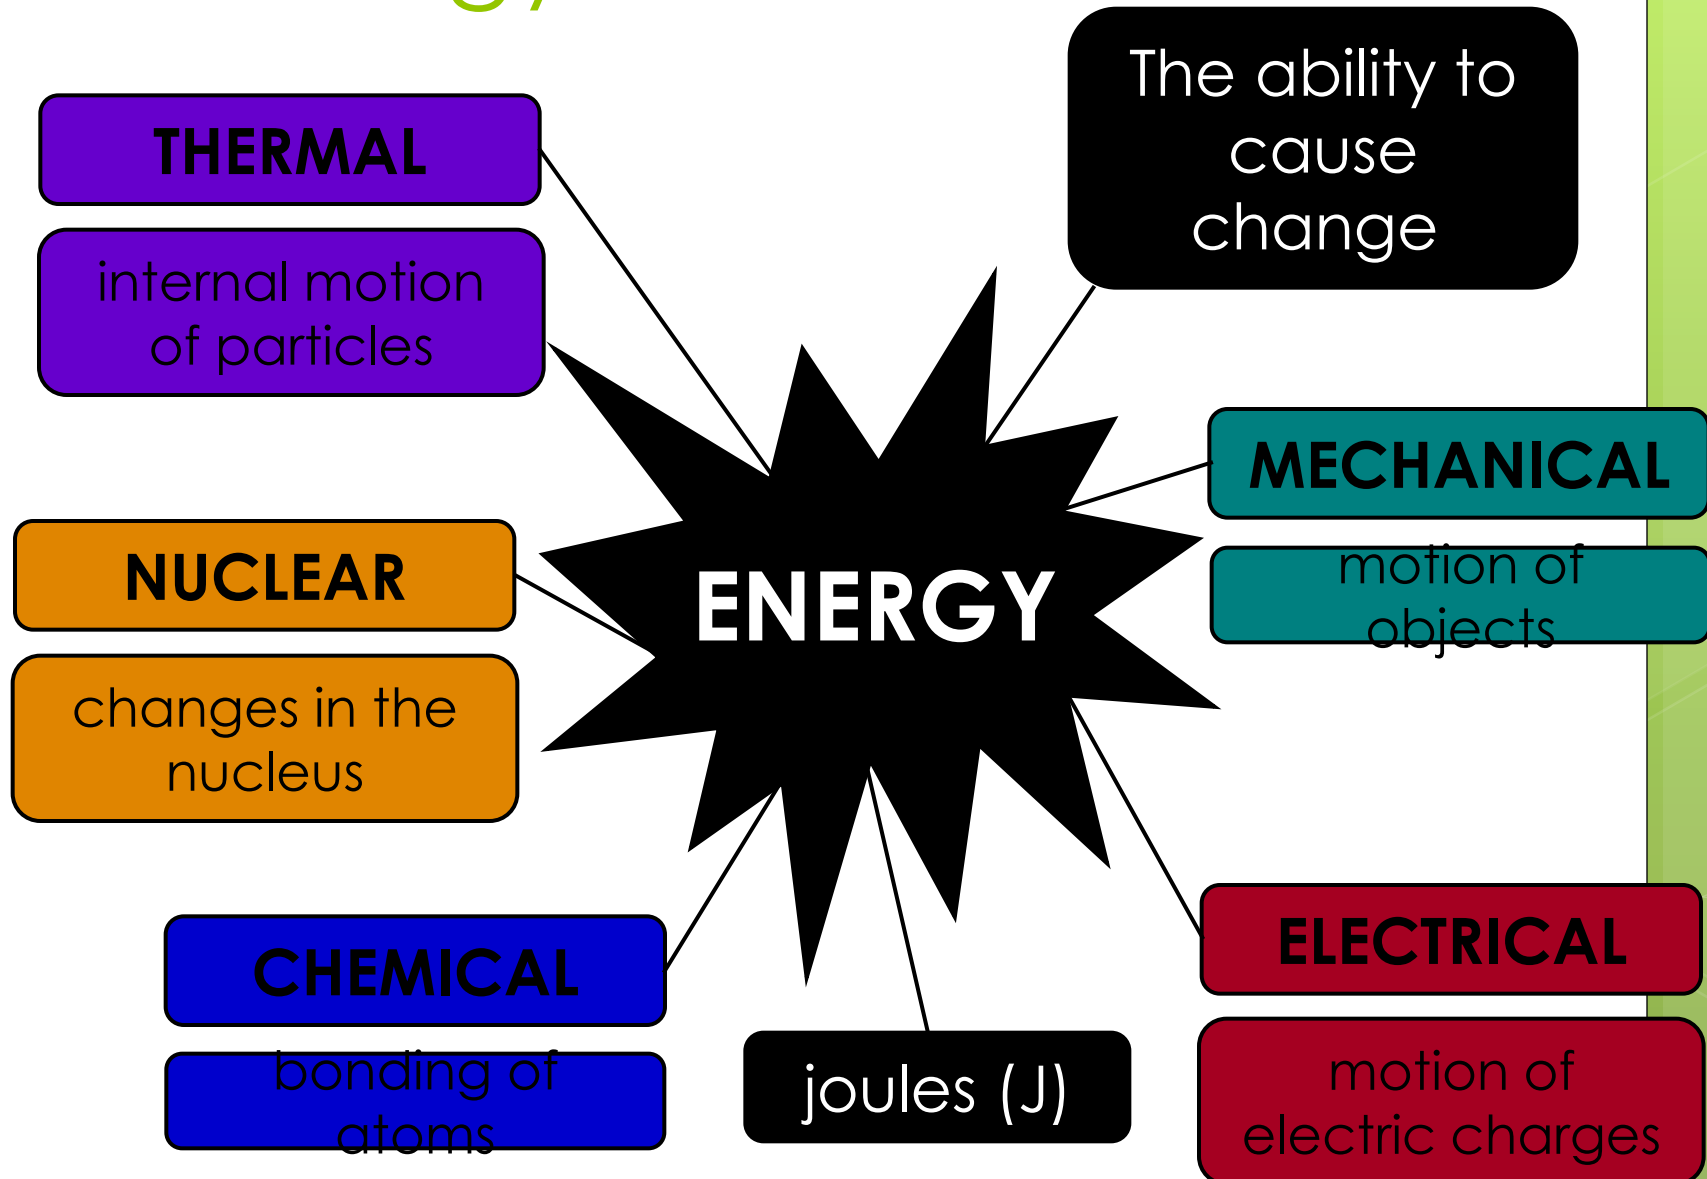 THERMAL
internal motion
of particles
The ability to
cause
change
MECHANICAL
motion of
objects
ENERGY
NUCLEAR
changes in the
nucleus
CHEMICAL
bonding of
atoms
joules (J)
ELECTRICAL
motion of
electric charges